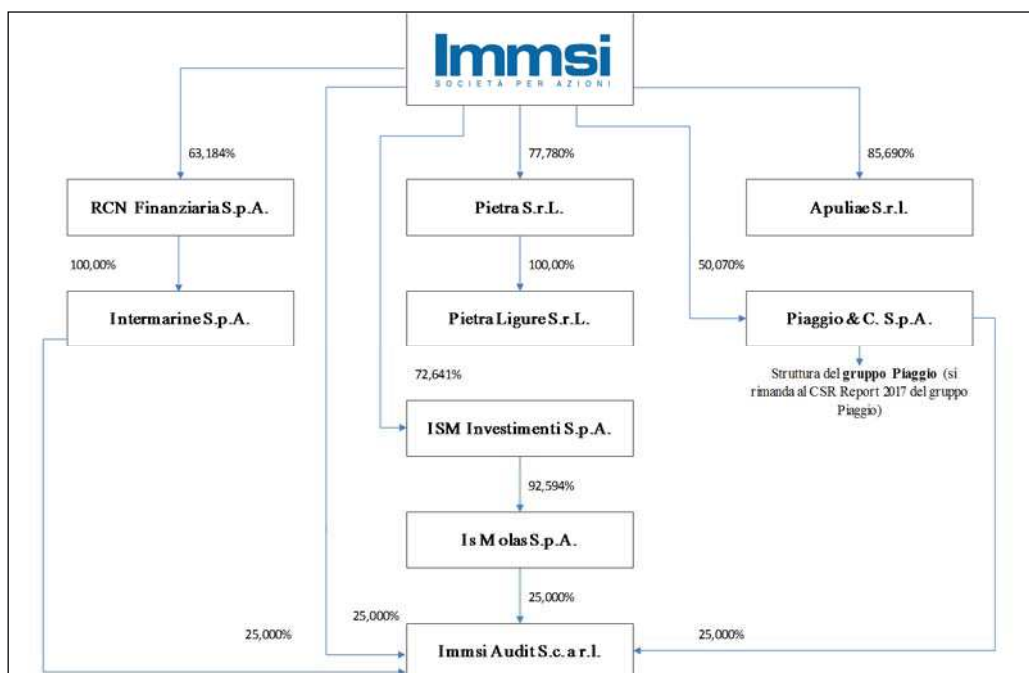 Immsi
SOCIETÀ PER AZIONI
63,184%
77,780%
85,690%
RCN Finanziaria S.p.A.
Pietra S.r.L.
Apuliae S.r.l.
100,00%
100,00%
50,070%
Intermarine S.p.A.
Pietra Ligure S.r.L.
Piaggio & C. S.p.A.
72,641%
Struttura del gruppo Piaggio (si
rimanda al CSR Report 2017 del gruppo
Piaggio)
ISM Investimenti S.p.A.
92,594%
Is Molas S.p.A.
25,000%
25,000%
25,000%
25,000%
Immsi Audit S.c. a r.l.